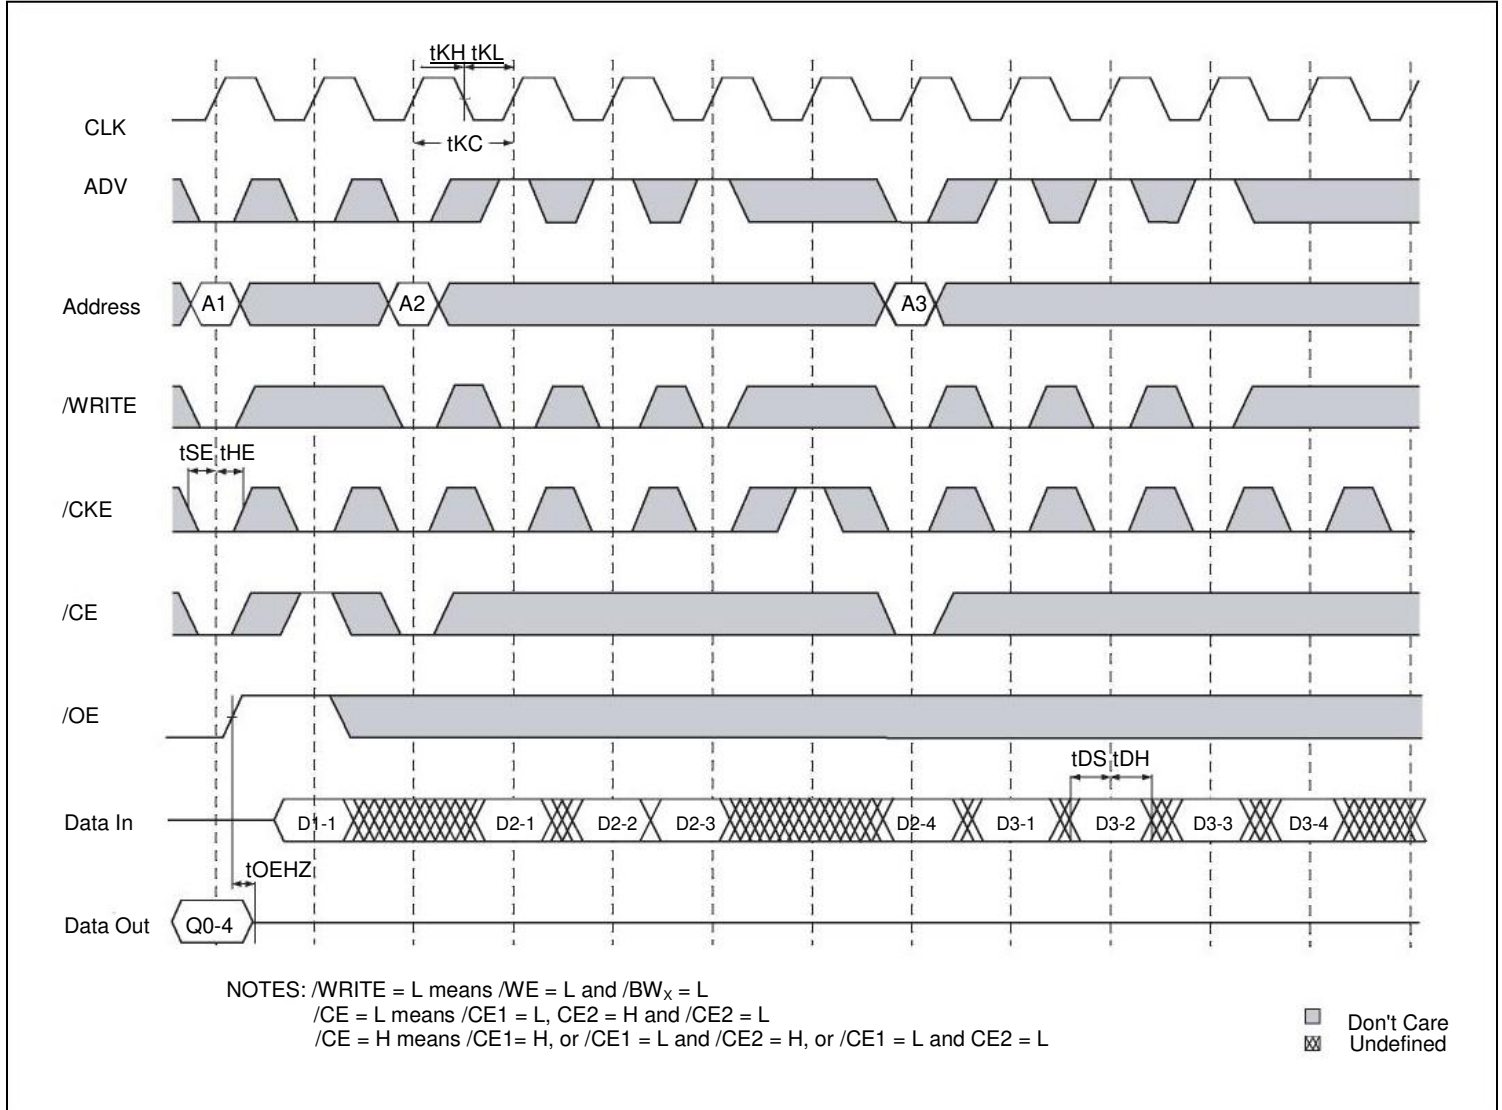 tKH tKL
CLK
tKC
ADV
Address A1 A2 A3
/WRITE
tSE tHE
/CKE
/CE
/OE
tDS tDH
Data In D1-1 D2-1 D2-2 D2-3 D2-4 D3-1 D3-2 D3-3 D3-4
tOEHZ
Data Out Q0-4
NOTES: /WRITE = L means /WE = L and /BWX = L
/CE = L means /CE1 = L, CE2 = H and /CE2 = L
/CE = H means /CE1= H, or /CE1 = L and /CE2 = H, or /CE1 = L and CE2 = L
Don't Care
Undefined